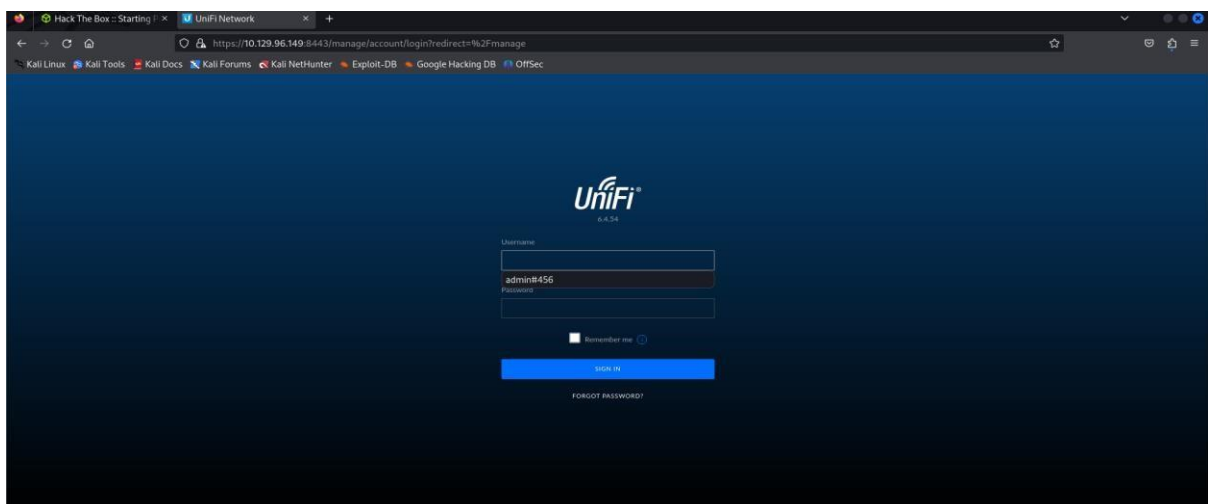 Hack The Box :: Starting P
UniFi Network
https://10.129.96.149:8443/manage/account/login?redirect=%2Fmanage
Kali Linux Kali Tools Kali Docs Kali Forums Kali NetHunter Exploit-DB Google Hacking DB OffSec
UniFi®
6.4.54
Username
admin#456
Password
Remember me
SIGN IN
FORGOT PASSWORD?